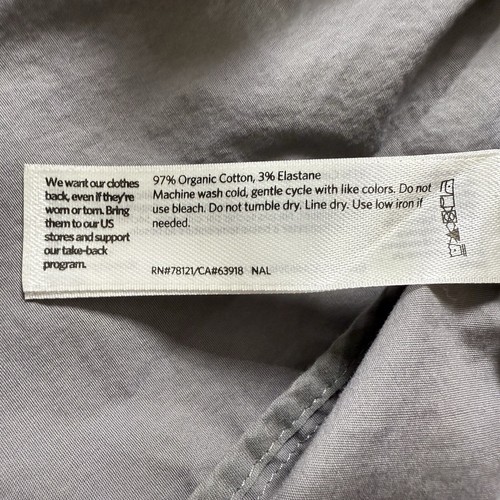 We want our clothes
back, even if they're
worn or torn. Bring
them to our US
stores and support
our take-back
program.
97% Organic Cotton, 3% Elastane
Machine wash cold, gentle cycle with like colors. Do not
use bleach. Do not tumble dry. Line dry. Use low iron if
needed.
RN#78121/CA#63918 NAL